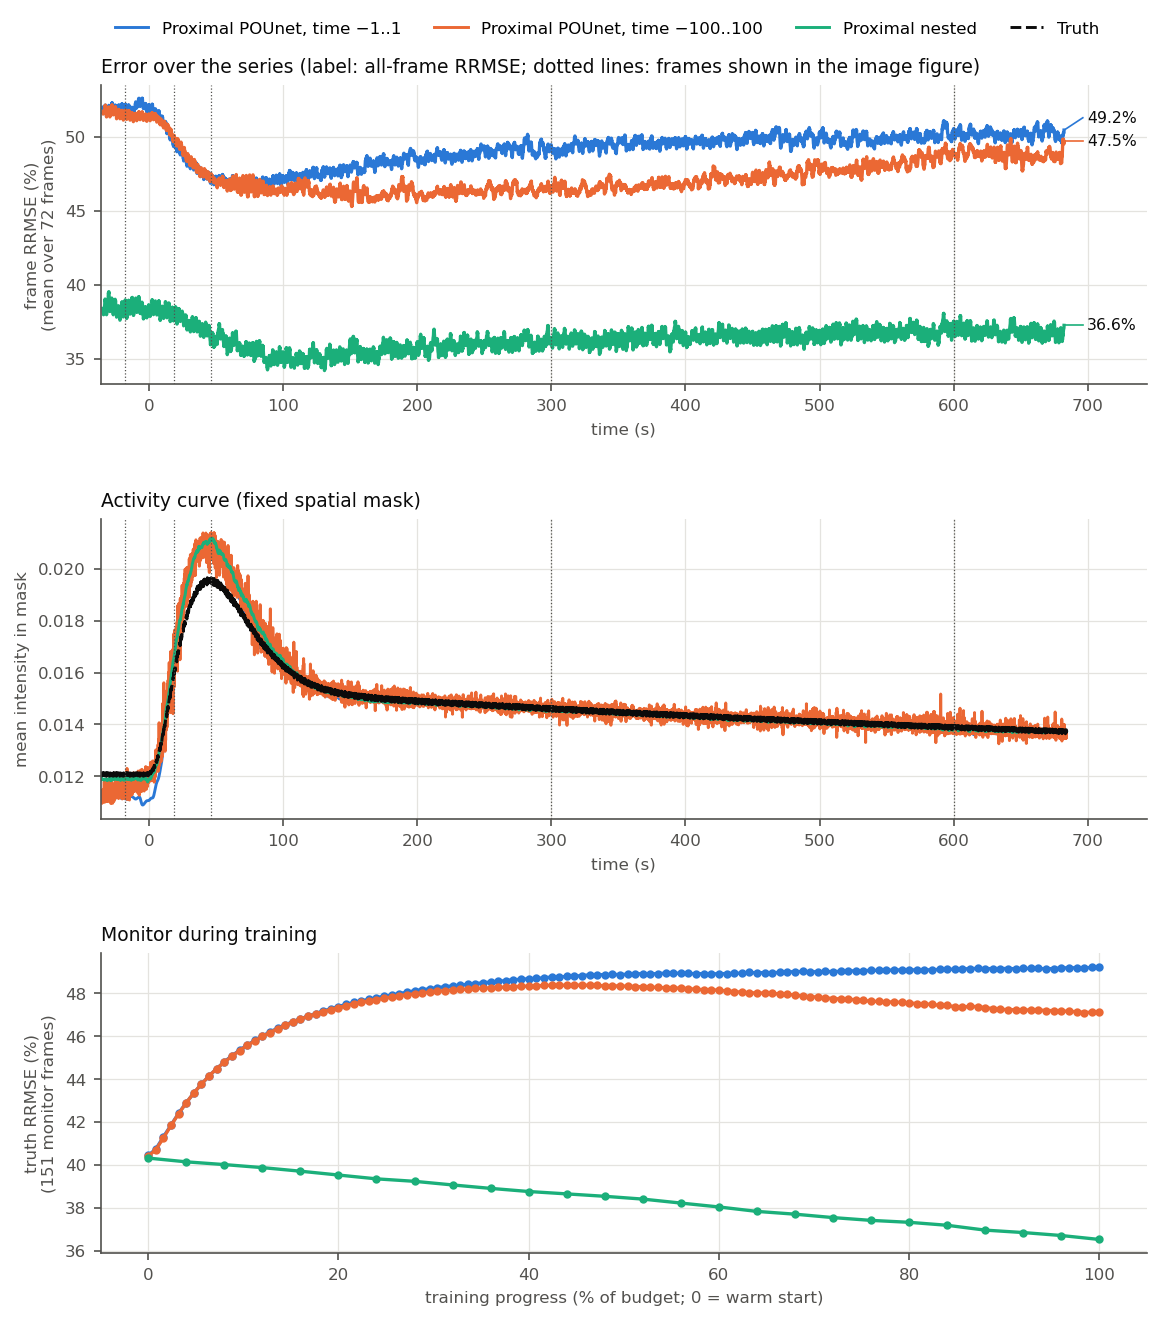 Proximal POUnet, time −1..1 Proximal POUnet, time −100..100 Proximal nested Truth
Error over the series (label: all-frame RRMSE; dotted lines: frames shown in the image figure)
frame RRMSE (%)
(mean over 72 frames)
50
45
40
35
49.2%
47.5%
36.6%
0 100 200 300 400 500 600 700
time (s)
Activity curve (fixed spatial mask)
mean intensity in mask
0.020
0.018
0.016
0.014
0.012
0 100 200 300 400 500 600 700
time (s)
Monitor during training
truth RRMSE (%)
(151 monitor frames)
48
46
44
42
40
38
36
0 20 40 60 80 100
training progress (% of budget; 0 = warm start)